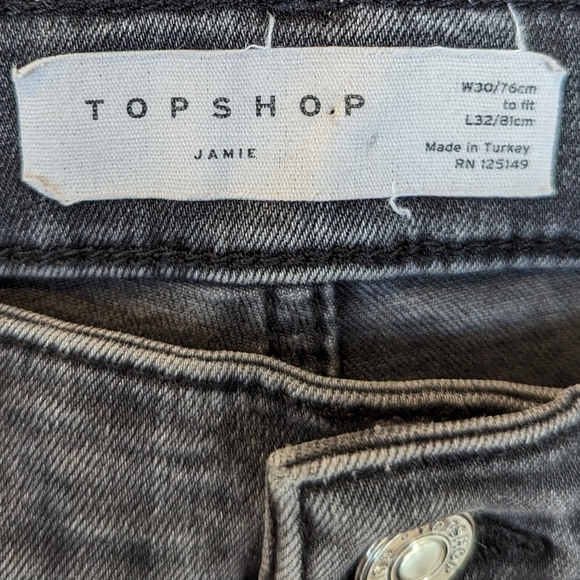 TOPSHOP
JAMIE
W30/76cm
to fit
L32/81cm
Made in Turkey
RN 125149